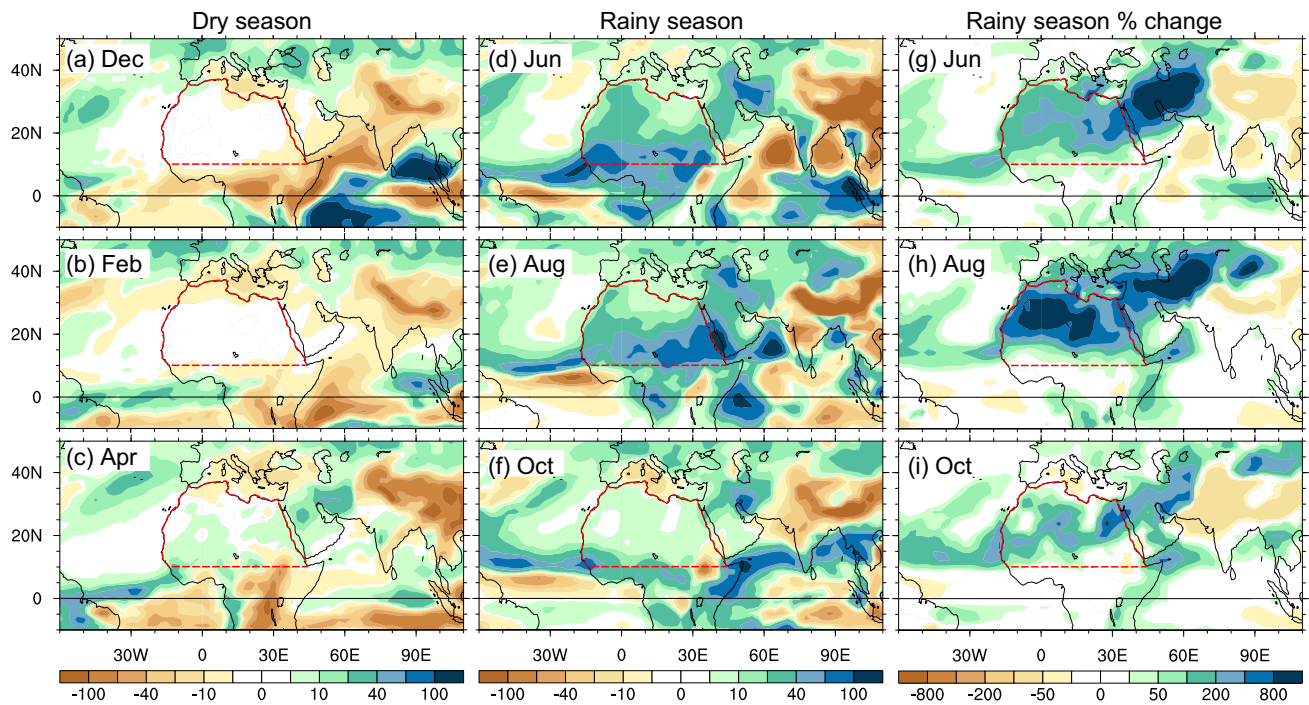 Dry season Rainy season Rainy season % change
(a) Dec (d) Jun (g) Jun
40N
20N
0
(b) Feb (e) Aug (h) Aug
40N
20N
0
(c) Apr (f) Oct (i) Oct
40N
20N
0
30W 0 30E 60E 90E 30W 0 30E 60E 90E 30W 0 30E 60E 90E
-100 -40 -10 0 10 40 100 -100 -40 -10 0 10 40 100 -800 -200 -50 0 50 200 800